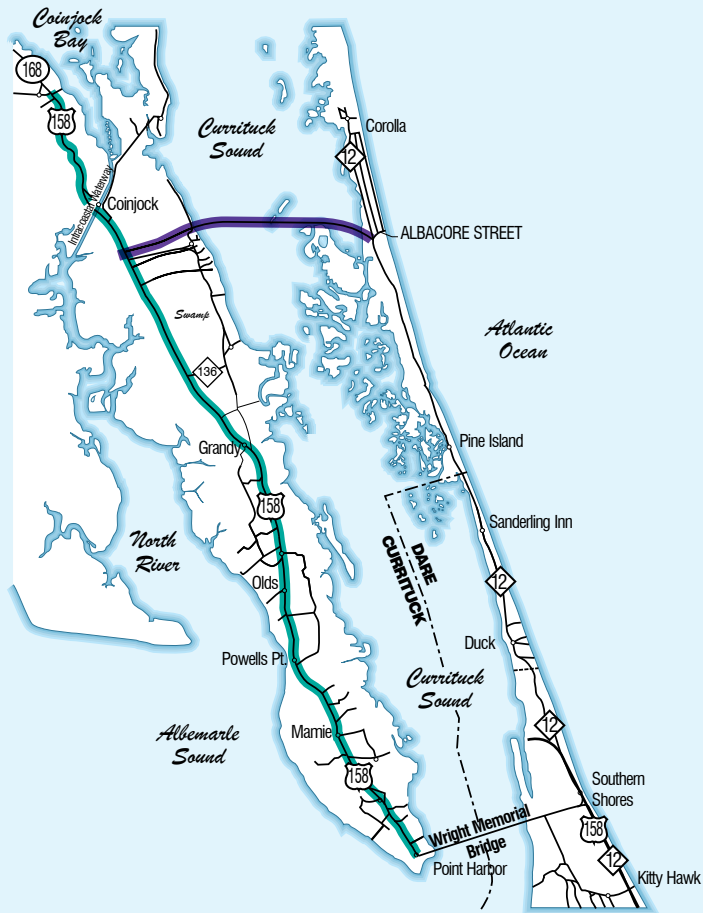 Coinjock
Bay
168
158
Currituck
Sound
Corolla
12
Intracoastal Waterway
Coinjock
ALBACORE STREET
Swamp
Atlantic
Ocean
136
Grandy
Pine Island
158
Sanderling Inn
North
River
DARE
CURRITUCK
12
Olds
Duck
Powells Pt.
Currituck
Sound
Albemarle
Sound
Mamie
12
158
Southern
Shores
Wright Memorial
Bridge
158
Point Harbor
12
Kitty Hawk